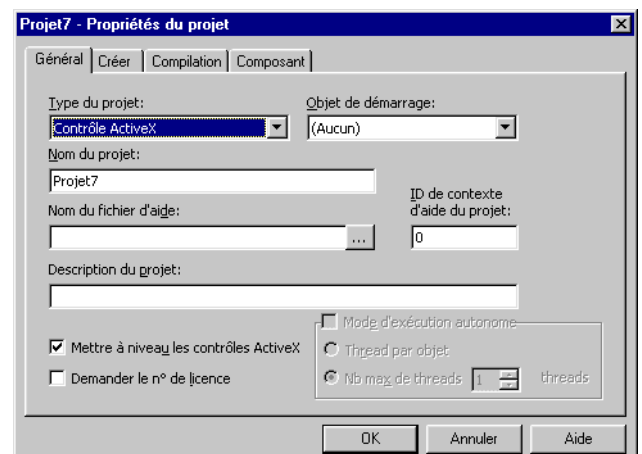 Projet7 - Propriétés du projet
Général Créer Compilation Composant
Type du projet: Objet de démarrage:
Contrôle ActiveX (Aucun)
Nom du projet:
Projet7
Nom du fichier d'aide: ID de contexte d'aide du projet:
... 0
Description du projet:
Mode d'exécution autonome
Mettre à niveau les contrôles ActiveX Thread par objet
Demander le n° de licence Nb max de threads 1 threads
OK Annuler Aide